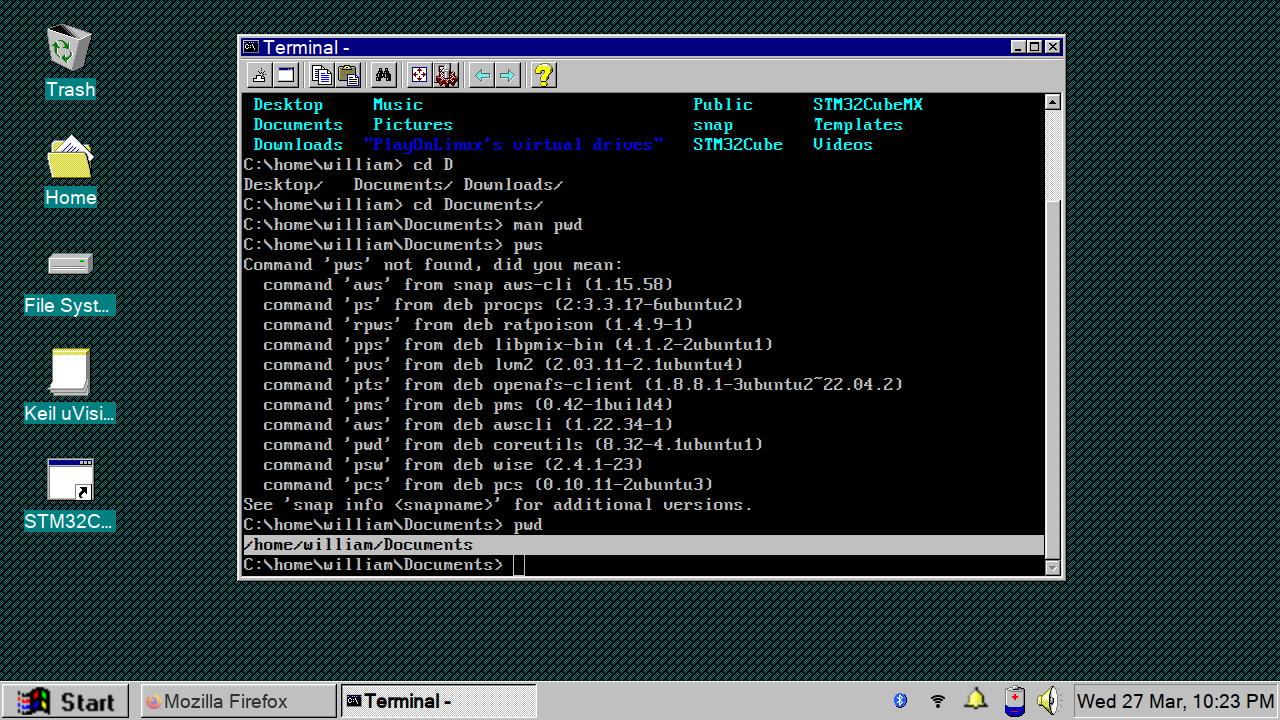 Trash
Home
File Syst...
Keil uVisi...
STM32C...
Terminal -
Desktop Music Public STM32CubeMX
Documents Pictures snap Templates
Downloads "PlayOnLinux's virtual drives" STM32Cube Videos
C:\home\william> cd D
Desktop/ Documents/ Downloads/
C:\home\william> cd Documents/
C:\home\william\Documents> man pwd
C:\home\william\Documents> pws
Command 'pws' not found, did you mean:
command 'aws' from snap aws-cli (1.15.58)
command 'ps' from deb procps (2:3.3.17-6ubuntu2)
command 'rpws' from deb ratpoison (1.4.9-1)
command 'pps' from deb libpmix-bin (4.1.2-2ubuntu1)
command 'pvs' from deb lvm2 (2.03.11-2.1ubuntu4)
command 'pts' from deb openafs-client (1.8.8.1-3ubuntu2~22.04.2)
command 'pms' from deb pms (0.42-1build4)
command 'aws' from deb awscli (1.22.34-1)
command 'pwd' from deb coreutils (8.32-4.1ubuntu1)
command 'psw' from deb wise (2.4.1-23)
command 'pcs' from deb pcs (0.10.11-2ubuntu3)
See 'snap info <snapname>' for additional versions.
C:\home\william\Documents> pwd
/home/william/Documents
C:\home\william\Documents>
Start
Mozilla Firefox
Terminal -
Wed 27 Mar, 10:23 PM